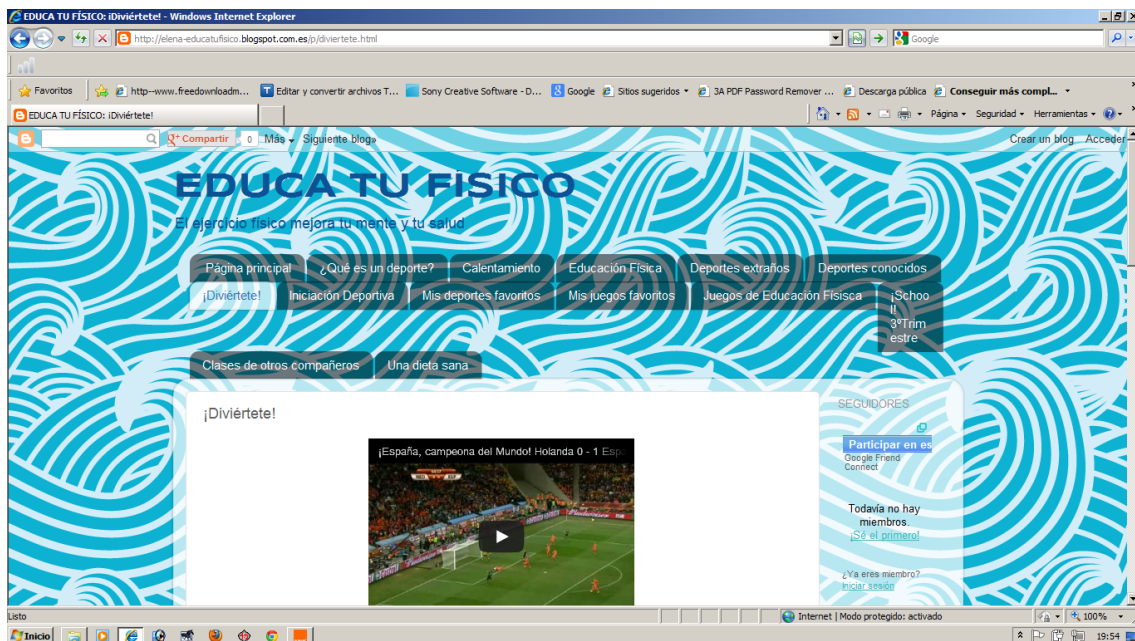 EDUCA TU FÍSICO: ¡Diviértete! - Windows Internet Explorer
http://elena-educatufisico.blogspot.com.es/p/diviertete.html
Google
Favoritos http--www.freedownloadm... Editar y convertir archivos T... Sony Creative Software - D... Google Sitios sugeridos 3A PDF Password Remover ... Descarga pública Conseguir más compl...
EDUCA TU FÍSICO: ¡Diviértete!
Página Seguridad Herramientas
Compartir 0 Más Siguiente blog» Crear un blog Acceder
EDUCA TU FISICO
El ejercicio físico mejora tu mente y tu salud
Página principal ¿Qué es un deporte? Calentamiento Educación Física Deportes extraños Deportes conocidos
¡Diviértete! Iniciación Deportiva Mis deportes favoritos Mis juegos favoritos Juegos de Educación Físisca ¡Schoo
l!
3ºTrim
estre
Clases de otros compañeros Una dieta sana
¡Diviértete!
¡España, campeona del Mundo! Holanda 0 - 1 Espa
SEGUIDORES
Participar en es
Google Friend
Connect
Todavía no hay
miembros.
¡Sé el primero!
¿Ya eres miembro?
Iniciar sesión
Listo Internet | Modo protegido: activado 100%
Inicio 19:54